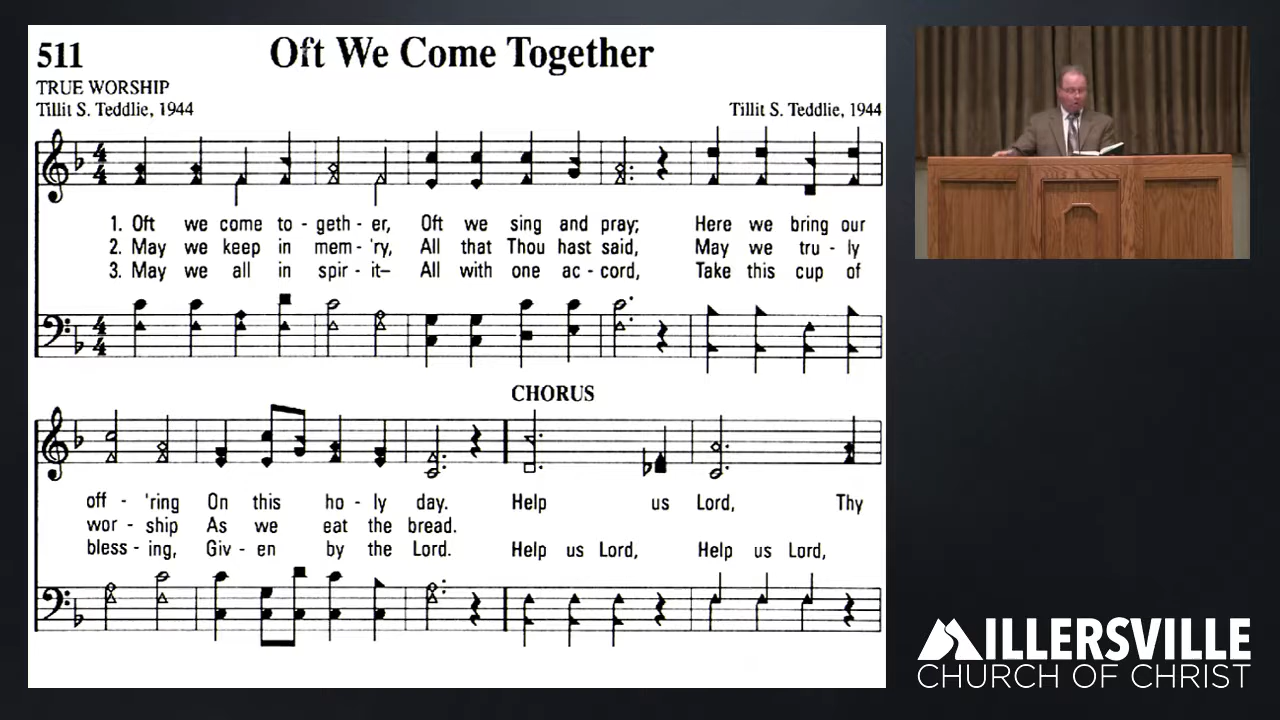 511
Oft We Come Together
TRUE WORSHIP
Tillit S. Teddlie, 1944
Tillit S. Teddlie, 1944
4
4
1. Oft we come to - geth - er, Oft we sing and pray; Here we bring our
2. May we keep in mem - 'ry, All that Thou hast said, May we tru - ly
3. May we all in spir - it– All with one ac - cord, Take this cup of
4
4
CHORUS
off - 'ring On this ho - ly day. Help us Lord, Thy
wor - ship As we eat the bread.
bless - ing, Giv - en by the Lord. Help us Lord, Help us Lord,
MILLERSVILLE
CHURCH OF CHRIST